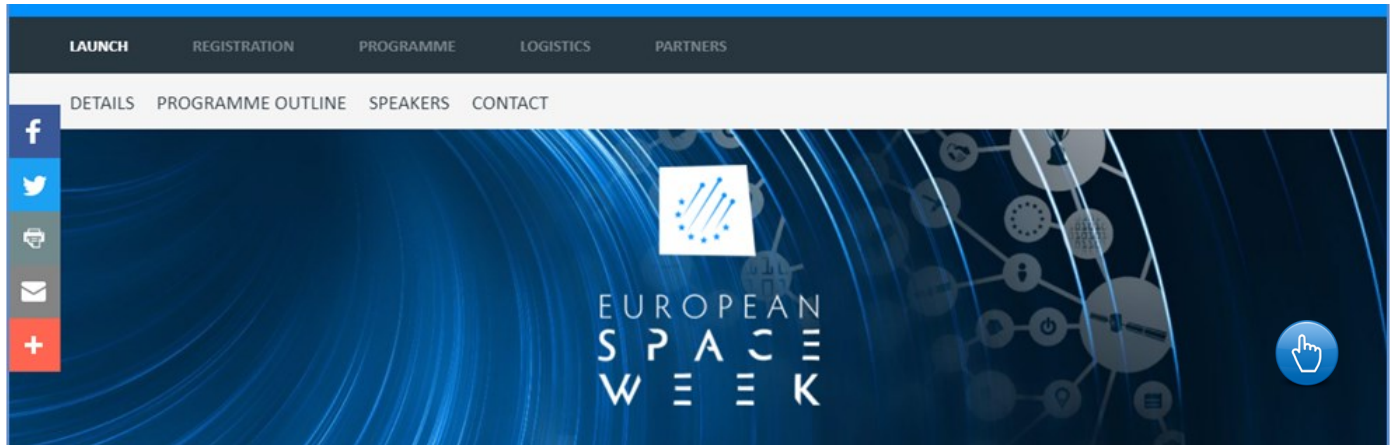 LAUNCH REGISTRATION PROGRAMME LOGISTICS PARTNERS
DETAILS PROGRAMME OUTLINE SPEAKERS CONTACT
EUROPEAN
SPACE
WEEK